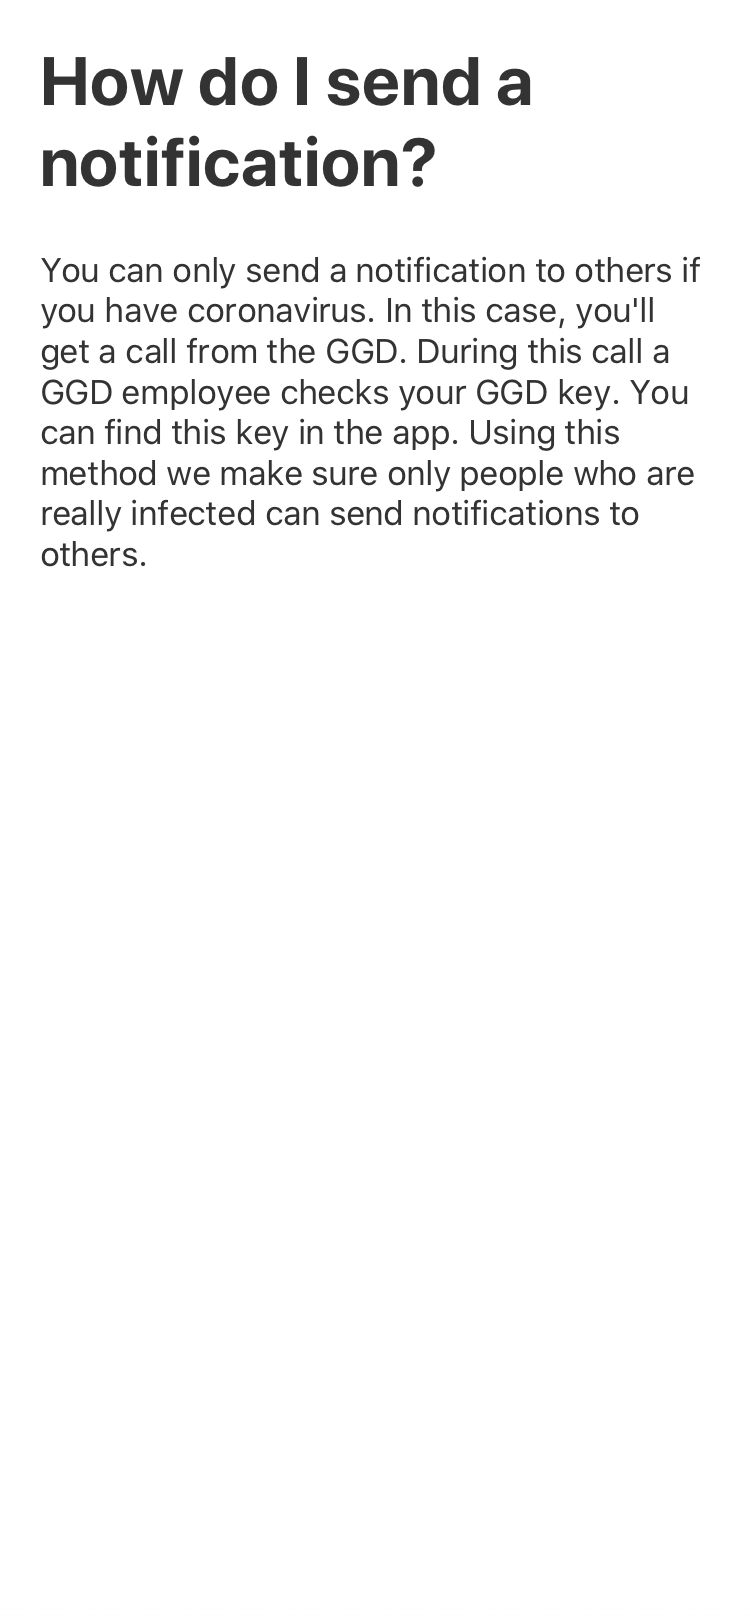 How do I send a
notification?
You can only send a notification to others if
you have coronavirus. In this case, you'll
get a call from the GGD. During this call a
GGD employee checks your GGD key. You
can find this key in the app. Using this
method we make sure only people who are
really infected can send notifications to
others.